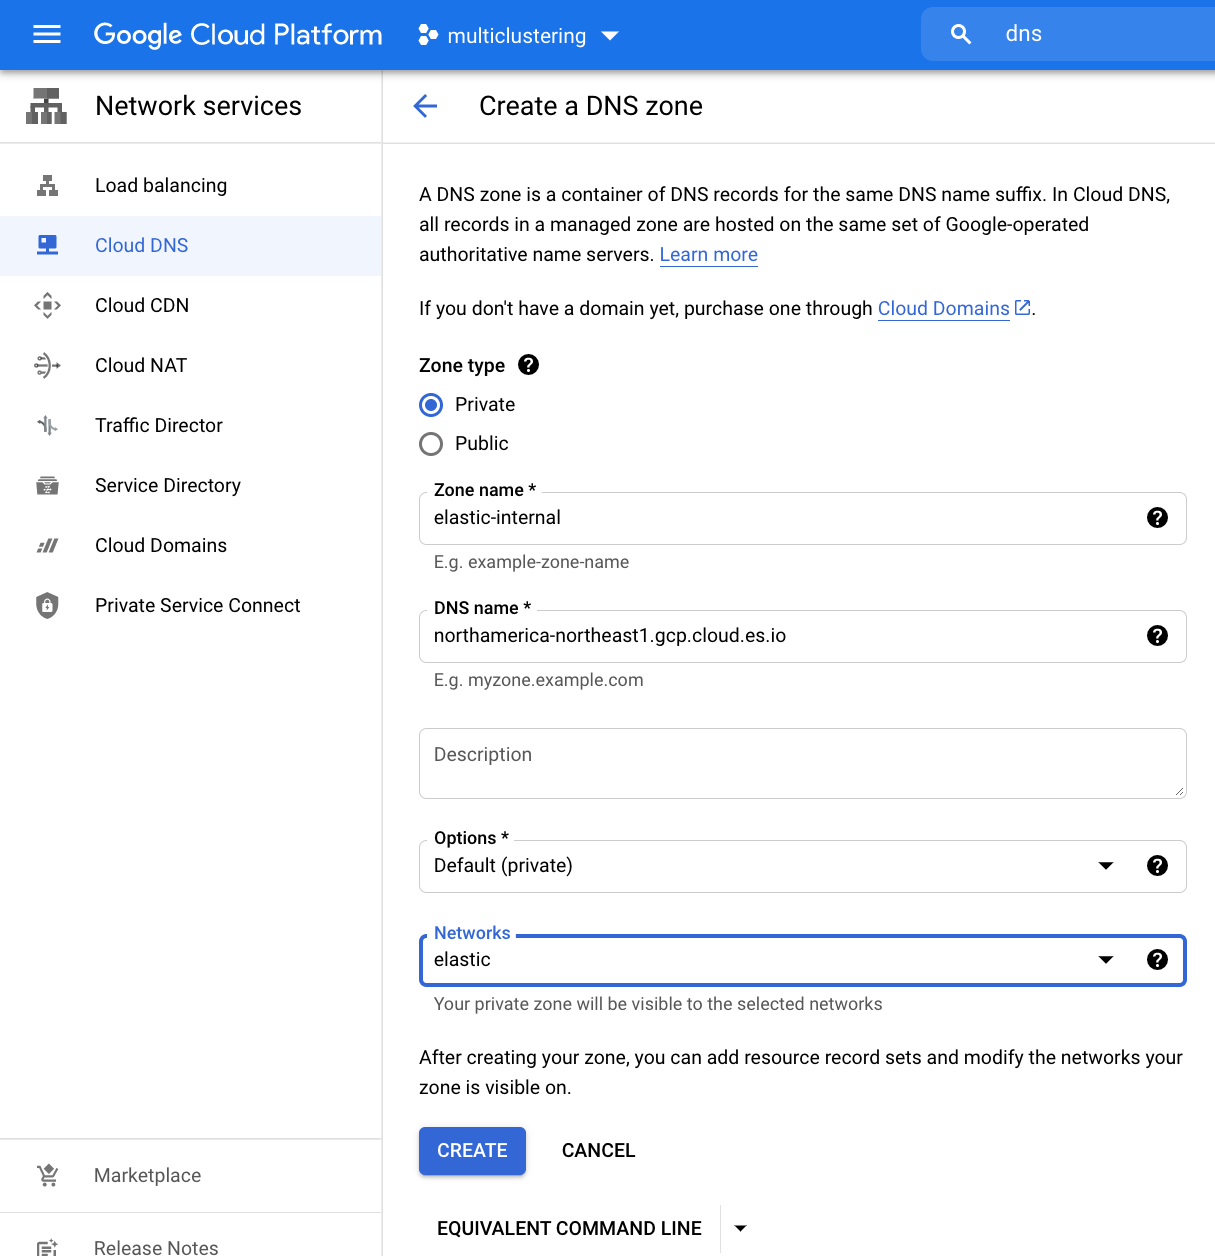 Google Cloud Platform
multiclustering
dns
Network services
Create a DNS zone
Load balancing
Cloud DNS
Cloud CDN
Cloud NAT
Traffic Director
Service Directory
Cloud Domains
Private Service Connect
Marketplace
Release Notes
A DNS zone is a container of DNS records for the same DNS name suffix. In Cloud DNS,
all records in a managed zone are hosted on the same set of Google-operated
authoritative name servers. Learn more
If you don't have a domain yet, purchase one through Cloud Domains.
Zone type
Private
Public
Zone name *
elastic-internal
E.g. example-zone-name
DNS name *
northamerica-northeast1.gcp.cloud.es.io
E.g. myzone.example.com
Description
Options *
Default (private)
Networks
elastic
Your private zone will be visible to the selected networks
After creating your zone, you can add resource record sets and modify the networks your
zone is visible on.
CREATE
CANCEL
EQUIVALENT COMMAND LINE